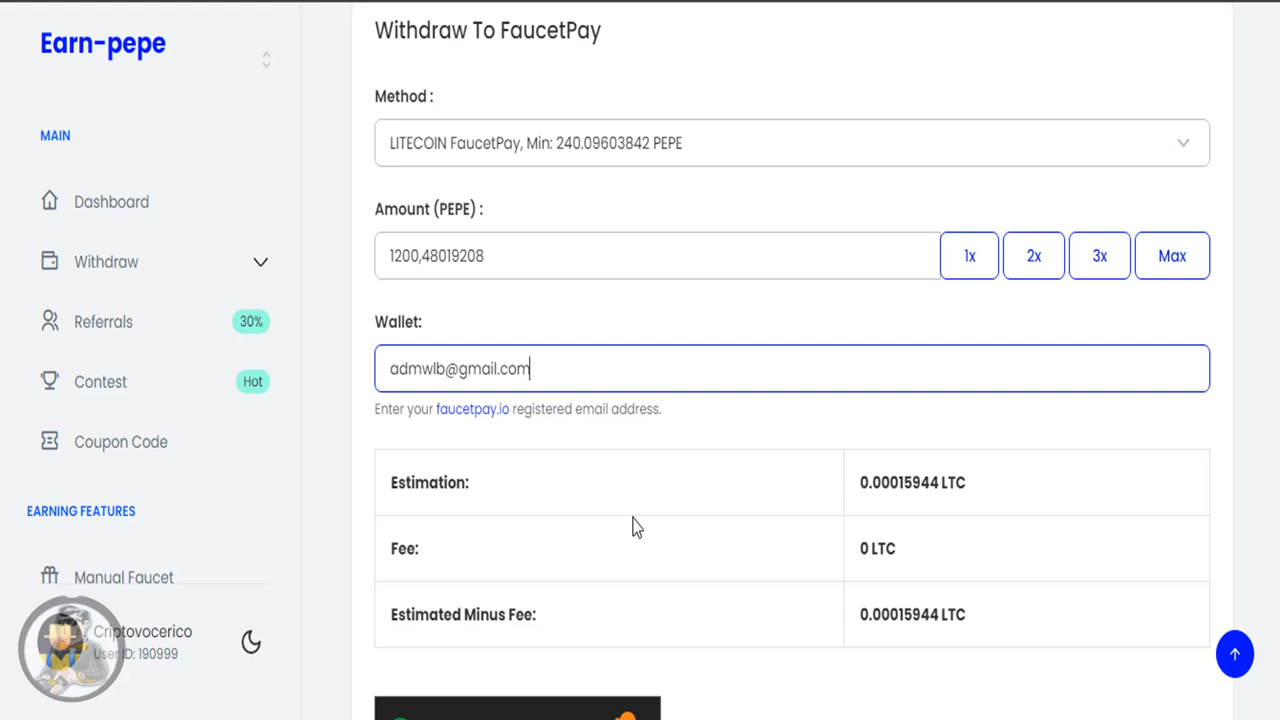 Earn-pepe
MAIN
Dashboard
Withdraw
Referrals 30%
Contest Hot
Coupon Code
EARNING FEATURES
Manual Faucet
Criptovocerico
User ID: 190999
Withdraw To FaucetPay
Method :
LITECOIN FaucetPay, Min: 240.09603842 PEPE
Amount (PEPE) :
1200,48019208 1x 2x 3x Max
Wallet:
admwlb@gmail.com
Enter your faucetpay.io registered email address.
Estimation: 0.00015944 LTC
Fee: 0 LTC
Estimated Minus Fee: 0.00015944 LTC